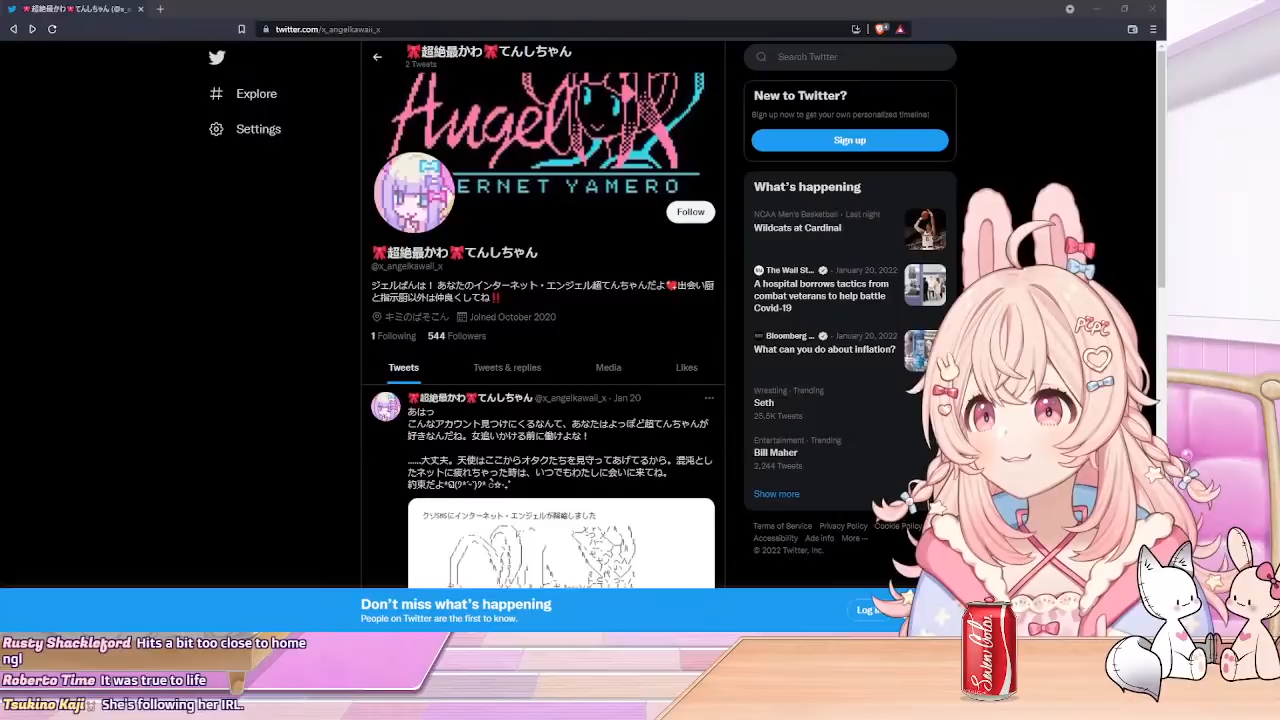 🎀超絶最かわ🎀てんしちゃん (@x_a
twitter.com/x_angelkawaii_x
Explore
Settings
🎀超絶最かわ🎀てんしちゃん
2 Tweets
Angel
ERNET YAMERO
Follow
🎀超絶最かわ🎀てんしちゃん
@x_angelkawaii_x
ジェルばんは！ あなたのインターネット・エンジェル超てんちゃんだよ💘出会い厨
と指示厨以外は仲良くしてね‼
キミのぱそこん Joined October 2020
1 Following 544 Followers
Tweets Tweets & replies Media Likes
🎀超絶最かわ🎀てんしちゃん @x_angelkawaii_x · Jan 20
あはっ
こんなアカウント見つけにくるなんて、あなたはよっぽど超てんちゃんが
好きなんだね。女追いかける前に働けよな！
……大丈夫。天使はここからオタクたちを見守ってあげてるから。混沌とし
たネットに疲れちゃった時は、いつでもわたしに会いに来てね。
約束だよ
クソSNSにインターネット・エンジェルが降臨しました
Search Twitter
New to Twitter?
Sign up now to get your own personalized timeline!
Sign up
What's happening
NCAA Men's Basketball · Last night
Wildcats at Cardinal
The Wall St... · January 20, 2022
A hospital borrows tactics from
combat veterans to help battle
Covid-19
Bloomberg ... · January 20, 2022
What can you do about inflation?
Wrestling · Trending
Seth
25.5K Tweets
Entertainment · Trending
Bill Maher
2,244 Tweets
Show more
Terms of Service Privacy Policy Cookie Policy
Accessibility Ads info More ···
© 2022 Twitter, Inc.
Don't miss what's happening
People on Twitter are the first to know.
Log i
PiPi
Rusty Shackleford Hits a bit too close to home
ngl
Roberto Time It was true to life
Tsukino Kaji She's following her IRL.